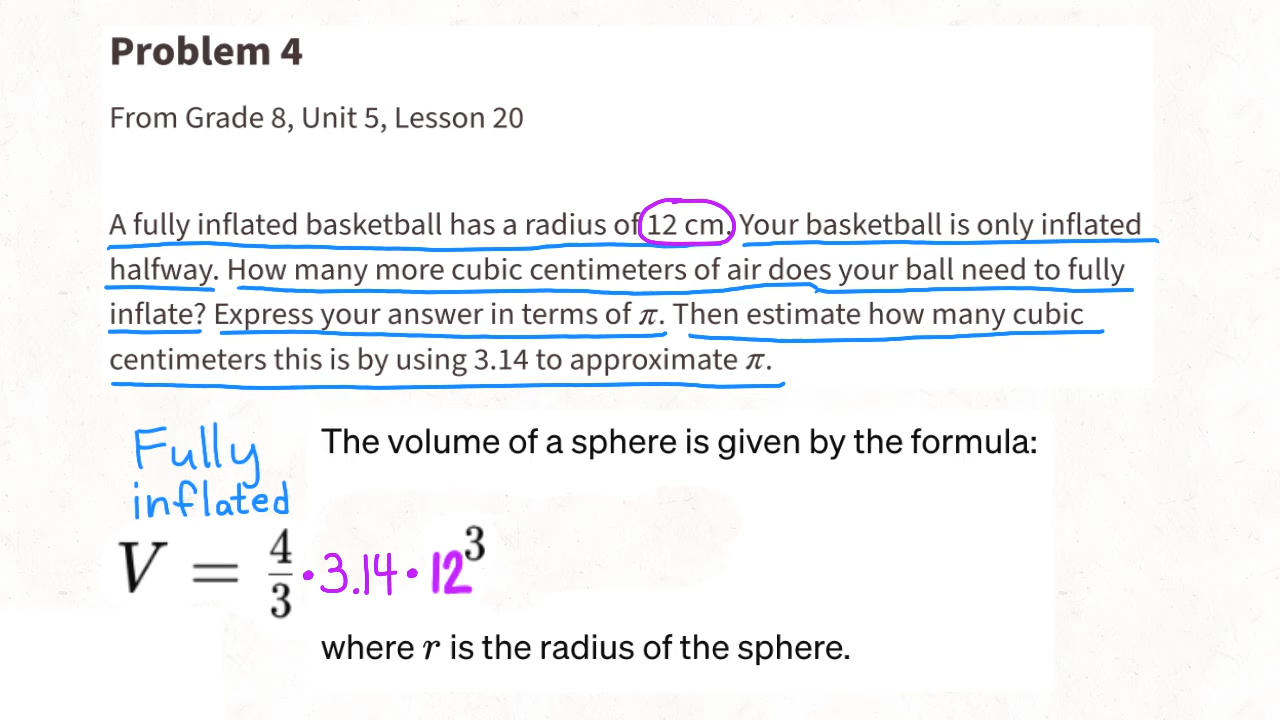 Problem 4
From Grade 8, Unit 5, Lesson 20
A fully inflated basketball has a radius of 12 cm. Your basketball is only inflated
halfway. How many more cubic centimeters of air does your ball need to fully
inflate? Express your answer in terms of π. Then estimate how many cubic
centimeters this is by using 3.14 to approximate π.
Fully
inflated
The volume of a sphere is given by the formula:
V = 4/3 · 3.14 · 12³
where r is the radius of the sphere.